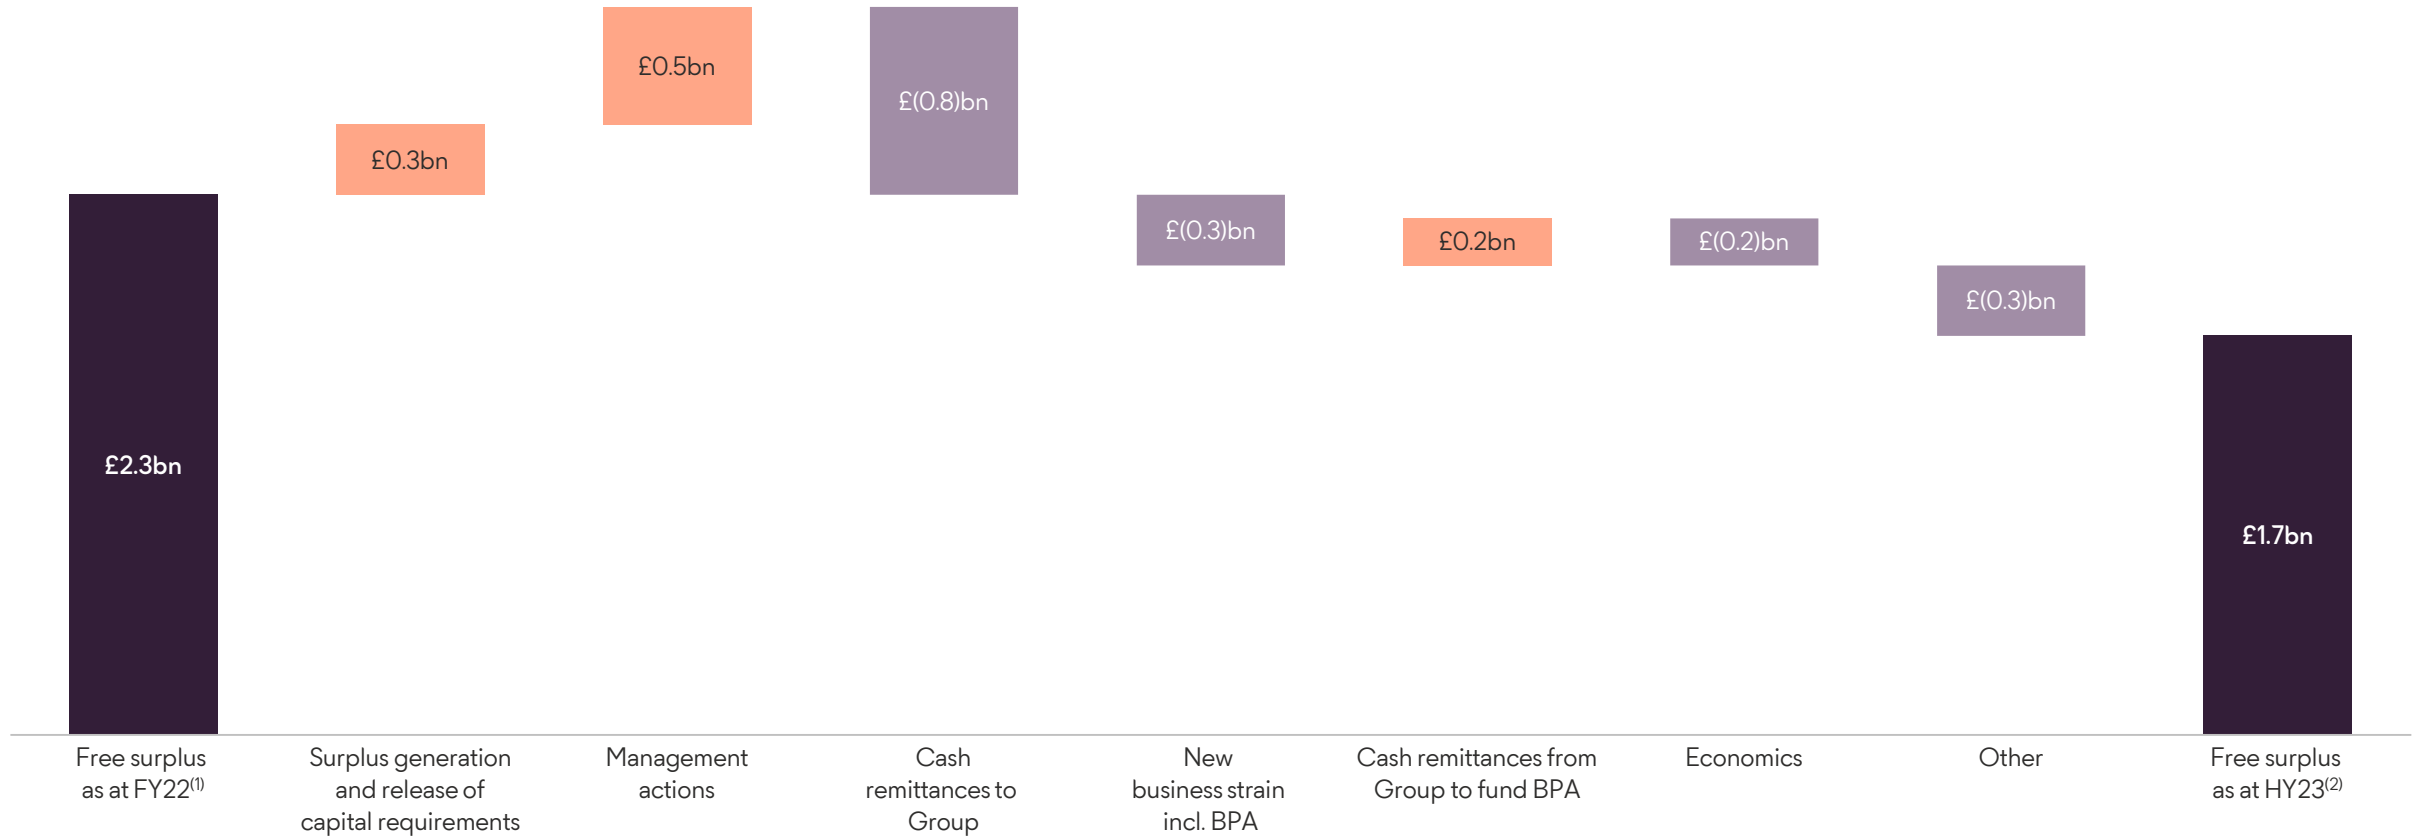 £0.5bn
£(0.8)bn
£0.3bn
£(0.3)bn
£0.2bn
£(0.2)bn
£(0.3)bn
£2.3bn
£1.7bn
Free surplus
as at FY22(1)
Surplus generation
and release of
capital requirements
Management
actions
Cash
remittances to
Group
New
business strain
incl. BPA
Cash remittances from
Group to fund BPA
Economics
Other
Free surplus
as at HY23(2)